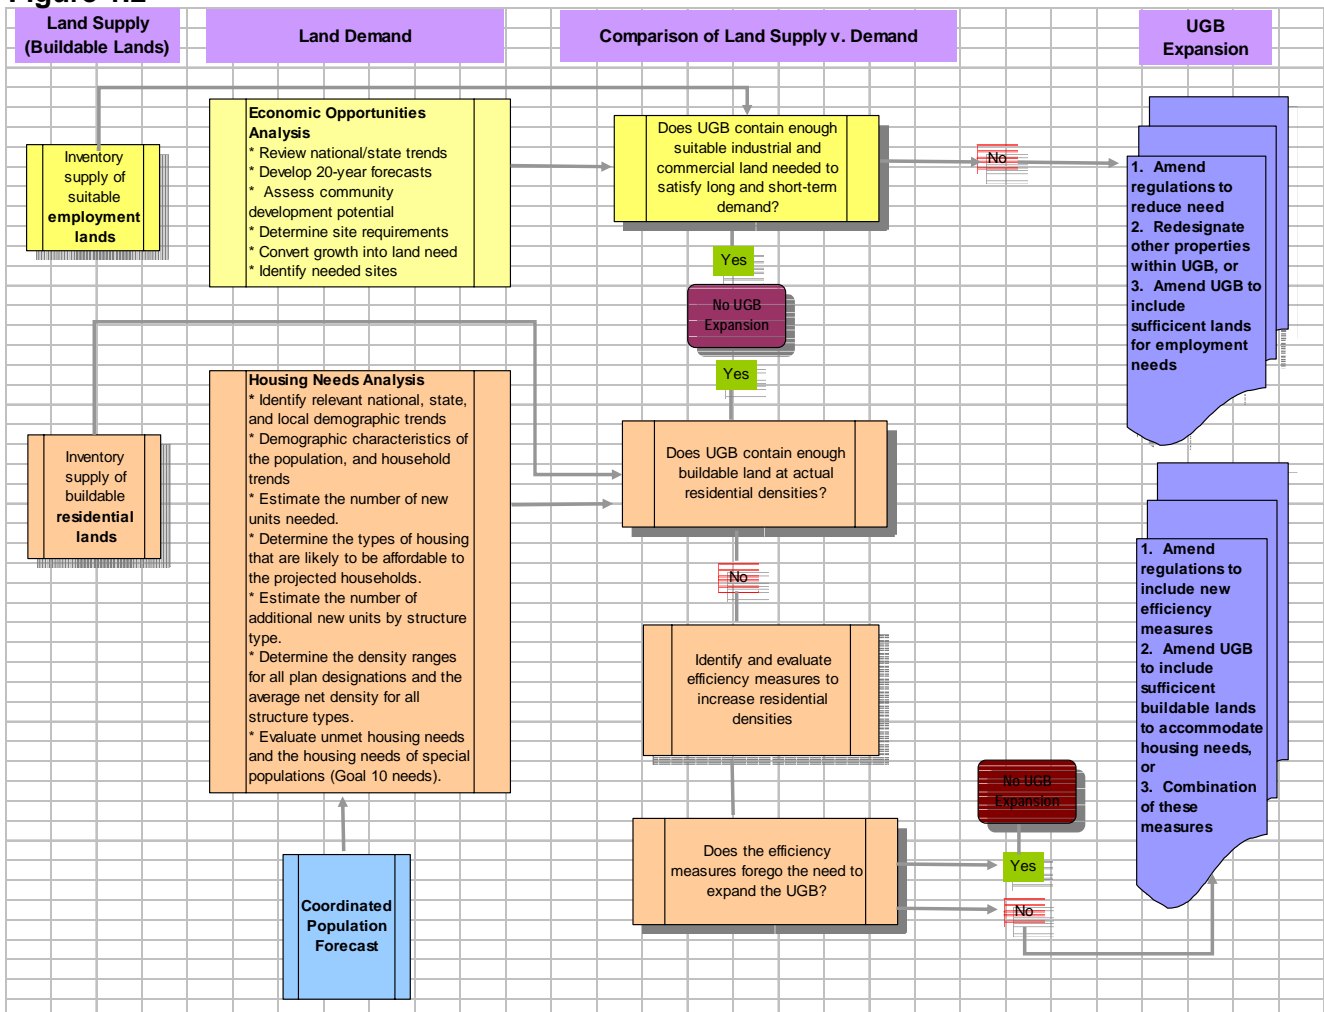 Land Supply
(Buildable Lands)
Land Demand
Comparison of Land Supply v. Demand
UGB
Expansion
Inventory
supply of
suitable
employment
lands
Economic Opportunities
Analysis
* Review national/state trends
* Develop 20-year forecasts
* Assess community
development potential
* Determine site requirements
* Convert growth into land need
* Identify needed sites
Does UGB contain enough
suitable industrial and
commercial land needed to
satisfy long and short-term
demand?
No
1. Amend
regulations to
reduce need
2. Redesignate
other properties
within UGB, or
3. Amend UGB to
include
sufficicent lands
for employment
needs
Yes
No UGB
Expansion
Yes
Inventory
supply of
buildable
residential
lands
Housing Needs Analysis
* Identify relevant national, state,
and local demographic trends
* Demographic characteristics of
the population, and household
trends
* Estimate the number of new
units needed.
* Determine the types of housing
that are likely to be affordable to
the projected households.
* Estimate the number of
additional new units by structure
type.
* Determine the density ranges
for all plan designations and the
average net density for all
structure types.
* Evaluate unmet housing needs
and the housing needs of special
populations (Goal 10 needs).
Does UGB contain enough
buildable land at actual
residential densities?
No
Identify and evaluate
efficiency measures to
increase residential
densities
Does the efficiency
measures forego the need to
expand the UGB?
No UGB
Expansion
Yes
No
1. Amend
regulations to
include new
efficiency
measures
2. Amend UGB
to include
sufficicent
buildable lands
to accommodate
housing needs,
or
3. Combination
of these
measures
Coordinated
Population
Forecast